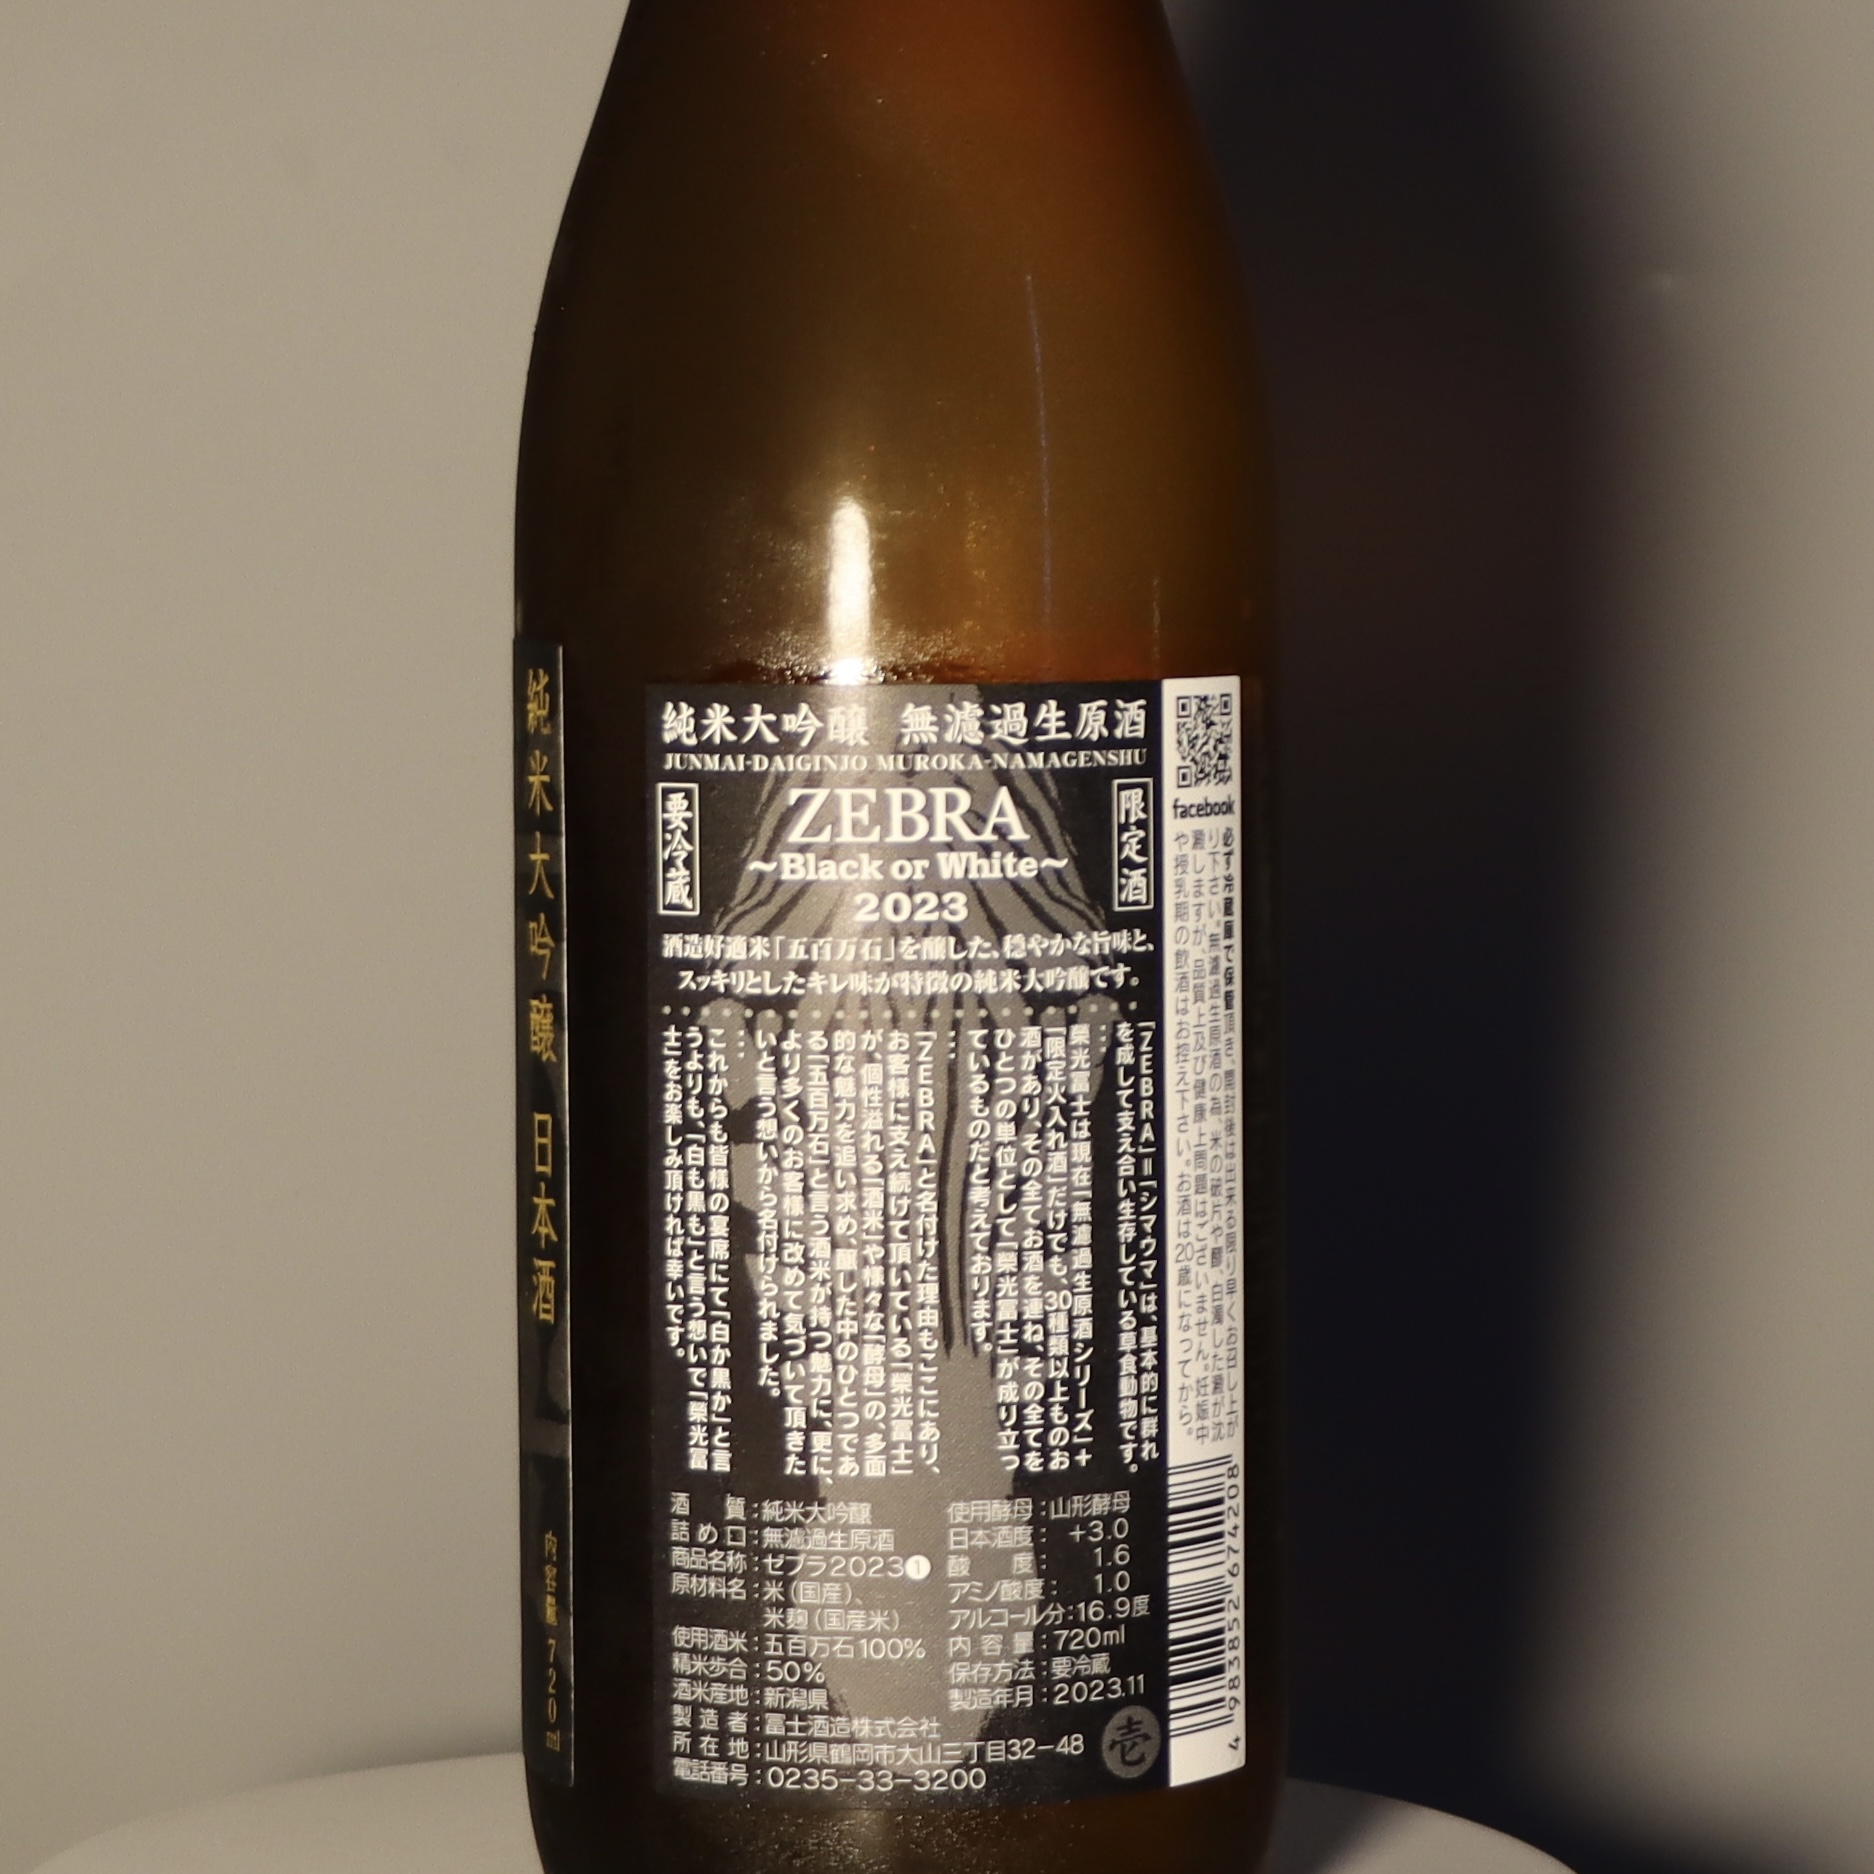 純米大吟醸 日本酒
内容量 720ml
純米大吟醸 無濾過生原酒
JUNMAI-DAIGINJO MUROKA-NAMAGENSHU
要冷蔵
ZEBRA
限定酒
~Black or White~
2023
酒造好適米「五百万石」を醸した、穏やかな旨味と、
スッキリとしたキレ味が特徴の純米大吟醸です。
「ZEBRA」=「シマウマ」は、基本的に群れ
を成して支え合い生存している草食動物です。
…
榮光冨士は現在「無濾過生原酒シリーズ」+
「限定火入れ酒」だけでも、30種類以上ものお
酒があり、その全てお酒を連ね、その全てを
ひとつの単位として「榮光冨士」が成り立っ
ているものだと考えております。
…
「ZEBRA」と名付けた理由もここにあり、
お客様に支え続けて頂いている「榮光冨士」
が、個性溢れる「酒米」や様々な「酵母」の、多面
的な魅力を追い求め、醸した中のひとつであ
る「五百万石」と言う酒米が持つ魅力に、更に、
より多くのお客様に改めて気づいて頂きた
いと言う想いから名付けられました。
…
これからも皆様の宴席にて「白か黒か」と言
うよりも、「白も黒も」と言う想いで「榮光冨
士」をお楽しみ頂ければ幸いです。
酒質:純米大吟醸
詰め口:無濾過生原酒
商品名称:ゼブラ2023❶
原材料名:米(国産)、
米麹(国産米)
使用酒米:五百万石100%
精米歩合:50%
酒米産地:新潟県
製造者:冨士酒造株式会社
所在地:山形県鶴岡市大山三丁目32-48
電話番号:0235-33-3200
使用酵母:山形酵母
日本酒度:+3.0
酸度:1.6
アミノ酸度:1.0
アルコール分:16.9度
内容量:720ml
保存方法:要冷蔵
製造年月:2023.11
壱
facebook
必ず冷蔵庫で保管頂き、開封後は出来る限り早くお召し上が
り下さい。無濾過生原酒の為、米の破片や醪、白濁した澱が沈
澱しますが、品質上及び健康上問題はございません。妊娠中
や授乳期の飲酒はお控え下さい。お酒は20歳になってから。
4 983852 674208